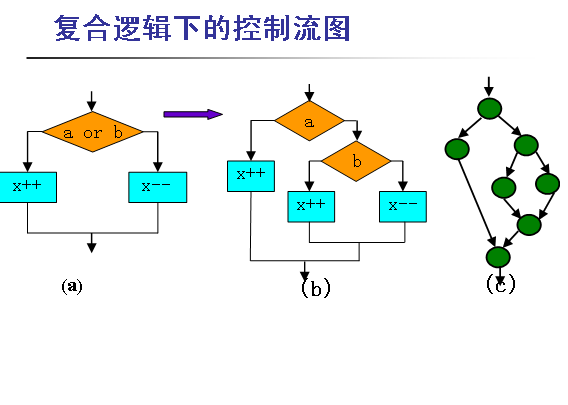 复合逻辑下的控制流图
a or b
x++
x--
(a)
a
b
x++
x++
x--
(b)
(c)